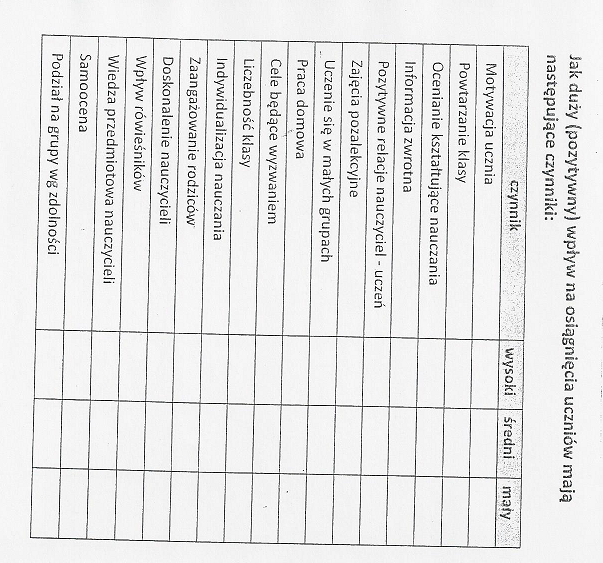 Jak duży (pozytywny) wpływ na osiągnięcia uczniów mają
następujące czynniki:
czynnik wysoki średni mały
Motywacja ucznia
Powtarzanie klasy
Ocenianie kształtujące nauczania
Informacja zwrotna
Pozytywne relacje nauczyciel - uczeń
Zajęcia pozalekcyjne
Uczenie się w małych grupach
Praca domowa
Cele będące wyzwaniem
Liczebność klasy
Indywidualizacja nauczania
Zaangażowanie rodziców
Doskonalenie nauczycieli
Wpływ rówieśników
Wiedza przedmiotowa nauczycieli
Samoocena
Podział na grupy wg zdolności